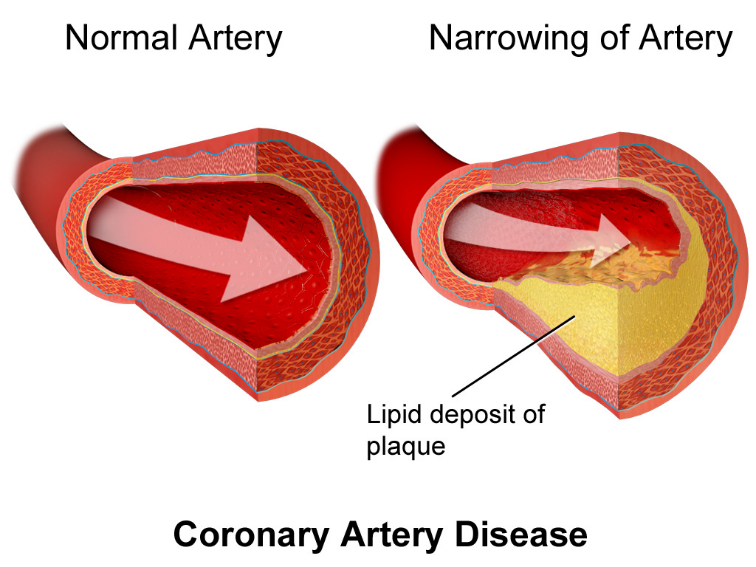 Normal Artery
Narrowing of Artery
Lipid deposit of
plaque
Coronary Artery Disease